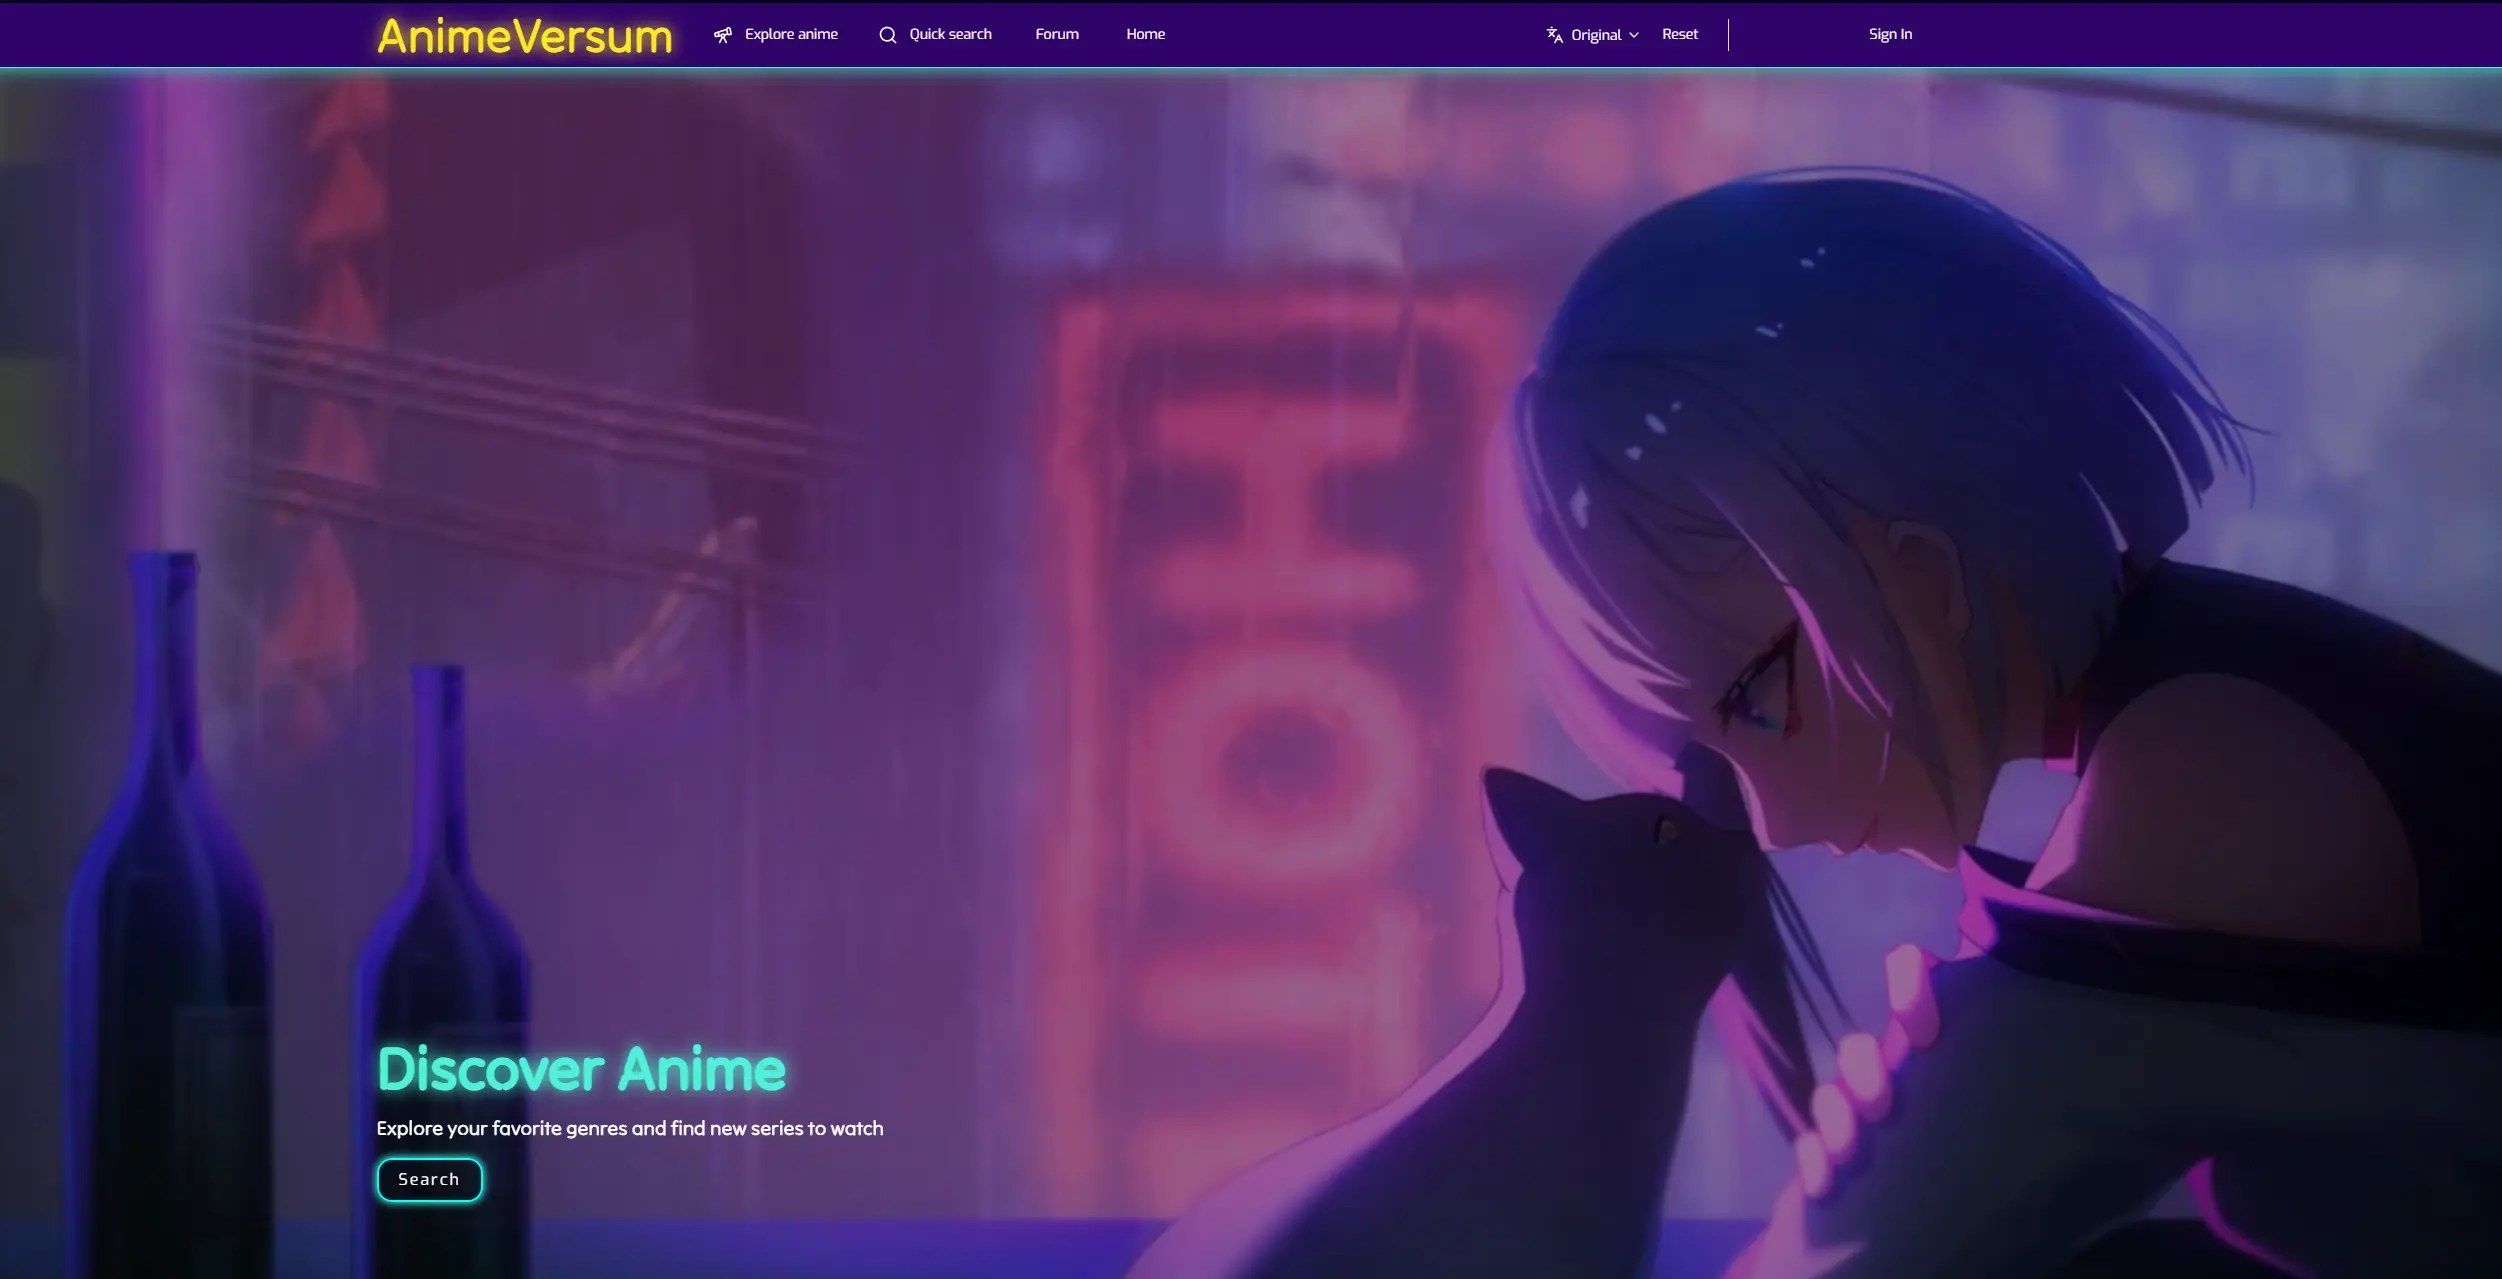 AnimeVersum
Explore anime
Quick search
Forum
Home
Original
Reset
Sign In
HOT
Discover Anime
Explore your favorite genres and find new series to watch
Search